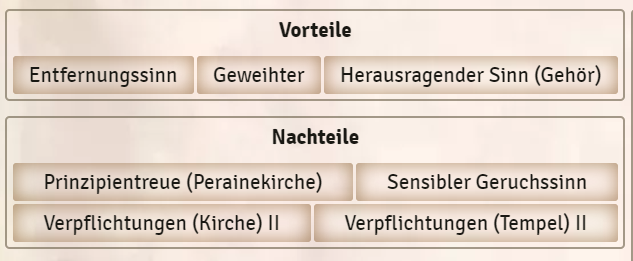 Vorteile
Entfernungssinn Geweihter Herausragender Sinn (Gehör)
Nachteile
Prinzipientreue (Perainekirche) Sensibler Geruchssinn
Verpflichtungen (Kirche) II Verpflichtungen (Tempel) II